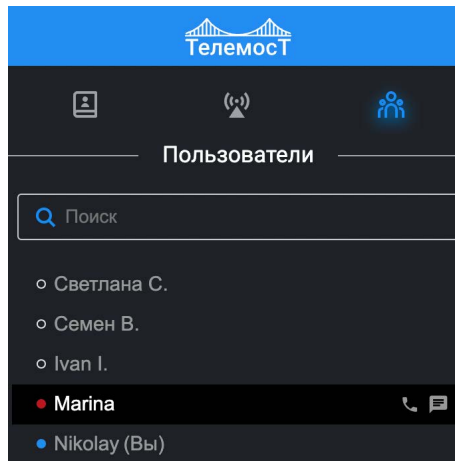 ТелемосТ
Пользователи
Поиск
Светлана С.
Семен В.
Ivan I.
Marina
Nikolay (Вы)